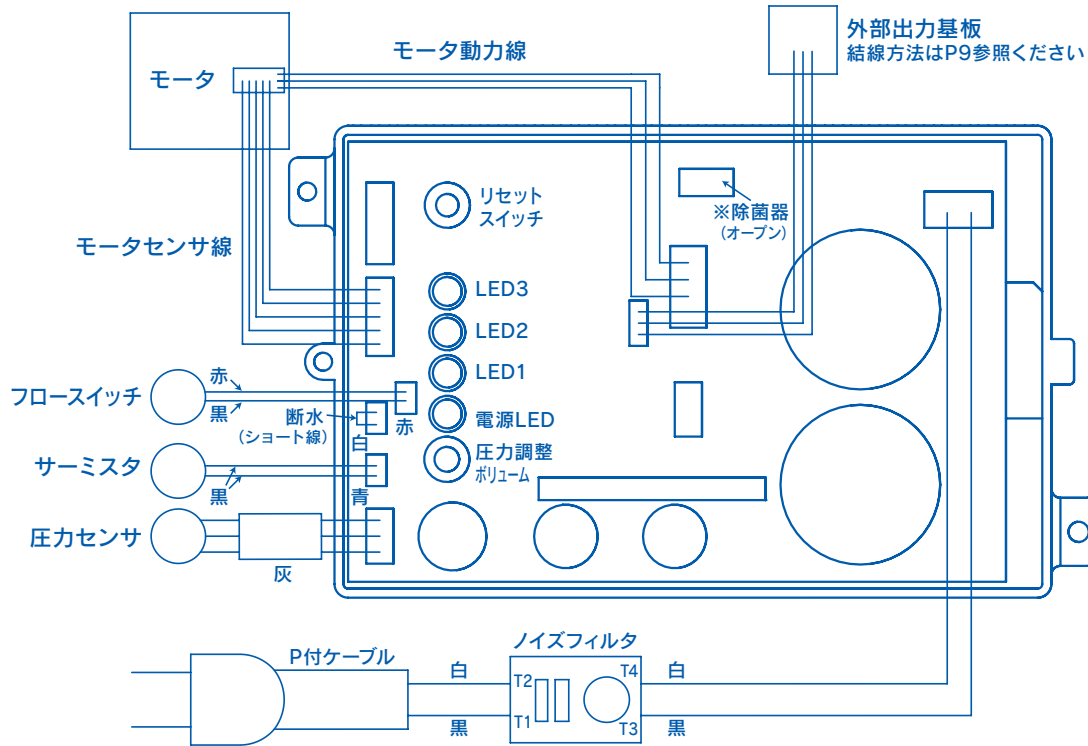 モータ
モータ動力線
外部出力基板
結線方法はP9参照ください
リセット
スイッチ
※除菌器
(オープン)
モータセンサ線
LED3
LED2
LED1
電源LED
圧力調整
ボリューム
フロースイッチ
赤
黒
断水
(ショート線)
白
赤
サーミスタ
黒
青
圧力センサ
灰
P付ケーブル
ノイズフィルタ
白
黒
T2
T1
T4
T3
白
黒